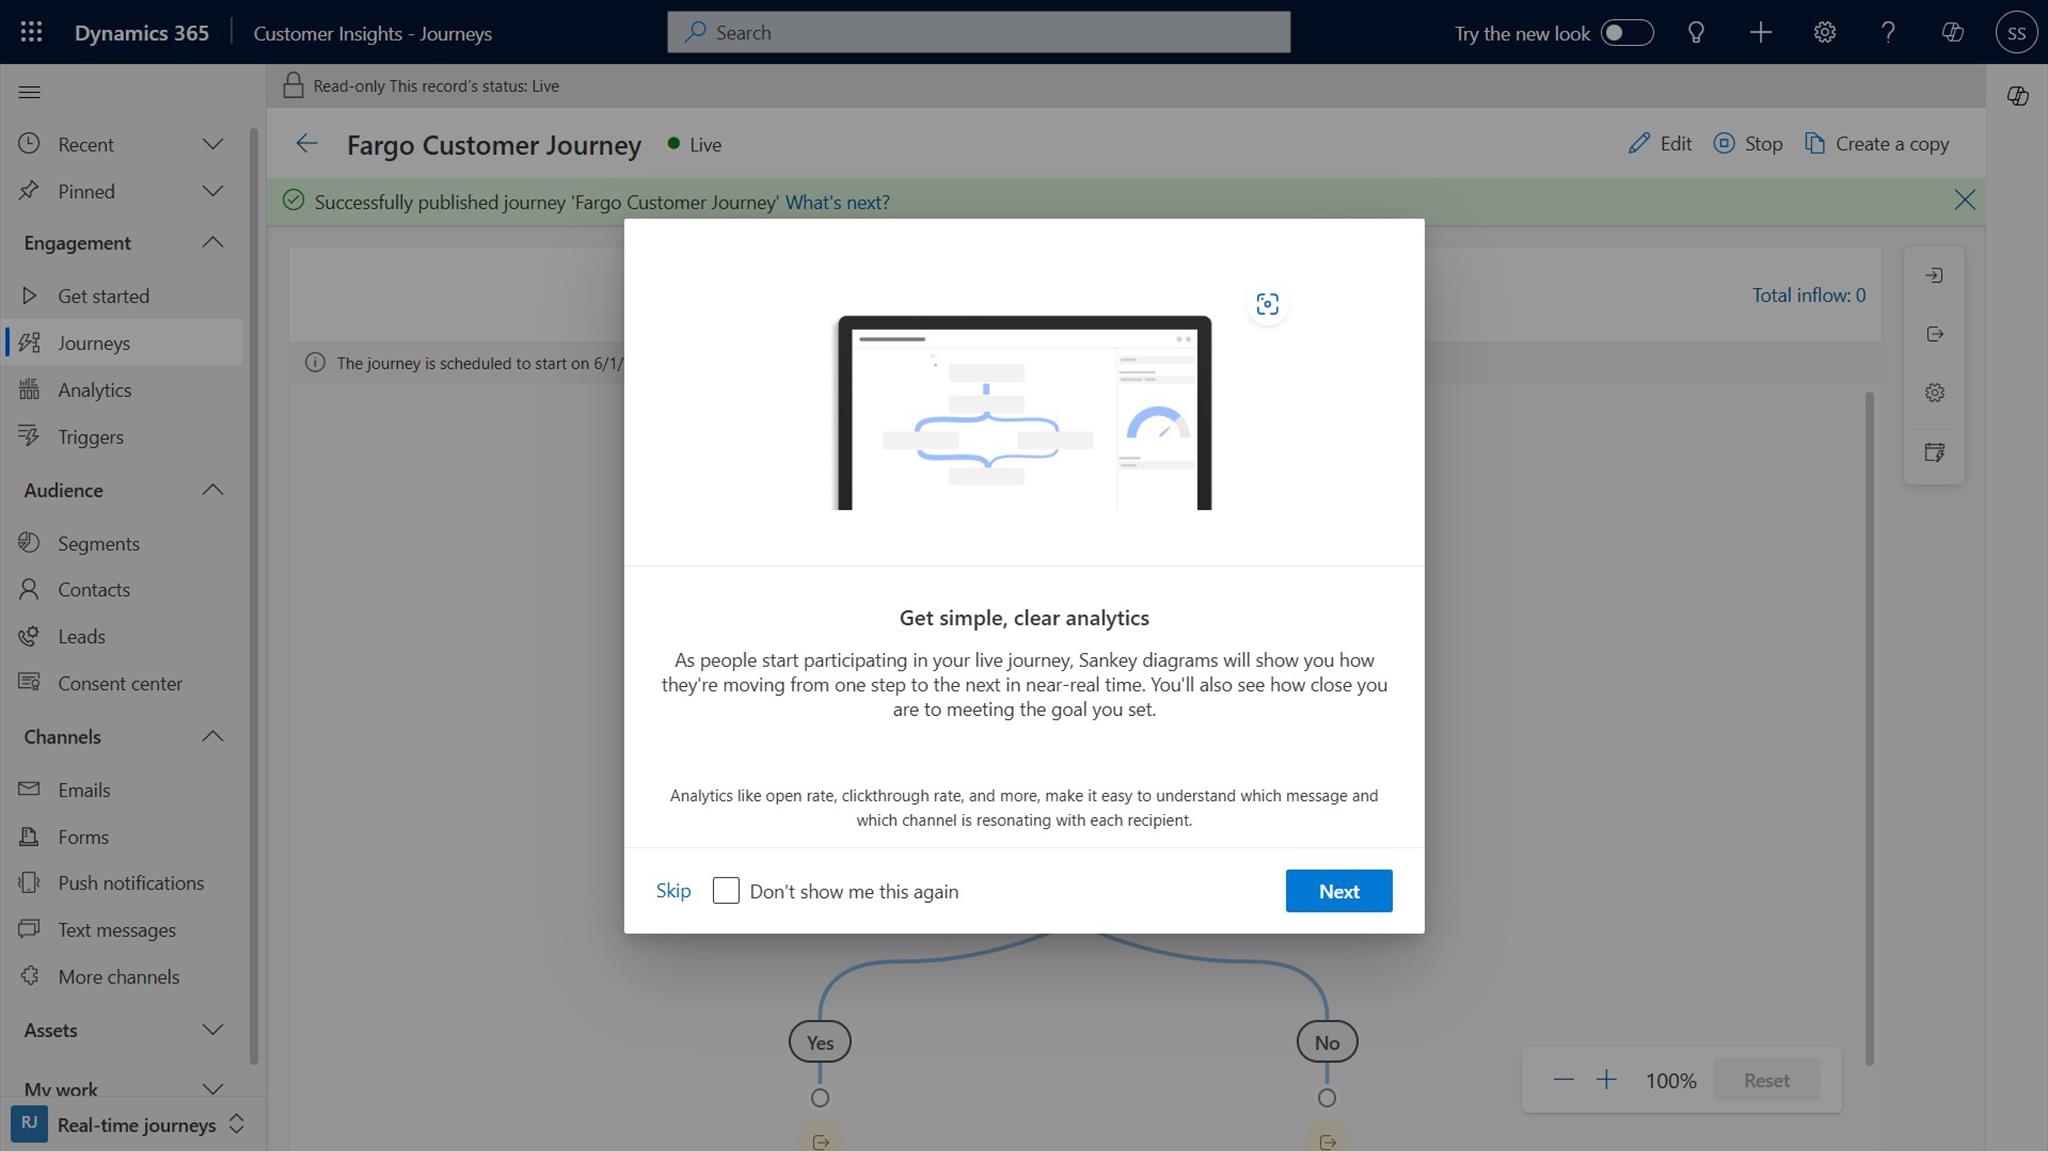 Dynamics 365
Customer Insights - Journeys
Search
Try the new look
SS
Read-only This record's status: Live
Recent
Pinned
Engagement
Get started
Journeys
Analytics
Triggers
Audience
Segments
Contacts
Leads
Consent center
Channels
Emails
Forms
Push notifications
Text messages
More channels
Assets
My work
RJ
Real-time journeys
Fargo Customer Journey
Live
Edit
Stop
Create a copy
Successfully published journey 'Fargo Customer Journey' What's next?
Total inflow: 0
The journey is scheduled to start on 6/1/
Get simple, clear analytics
As people start participating in your live journey, Sankey diagrams will show you how
they're moving from one step to the next in near-real time. You'll also see how close you
are to meeting the goal you set.
Analytics like open rate, clickthrough rate, and more, make it easy to understand which message and
which channel is resonating with each recipient.
Skip
Don't show me this again
Next
Yes
No
100%
Reset